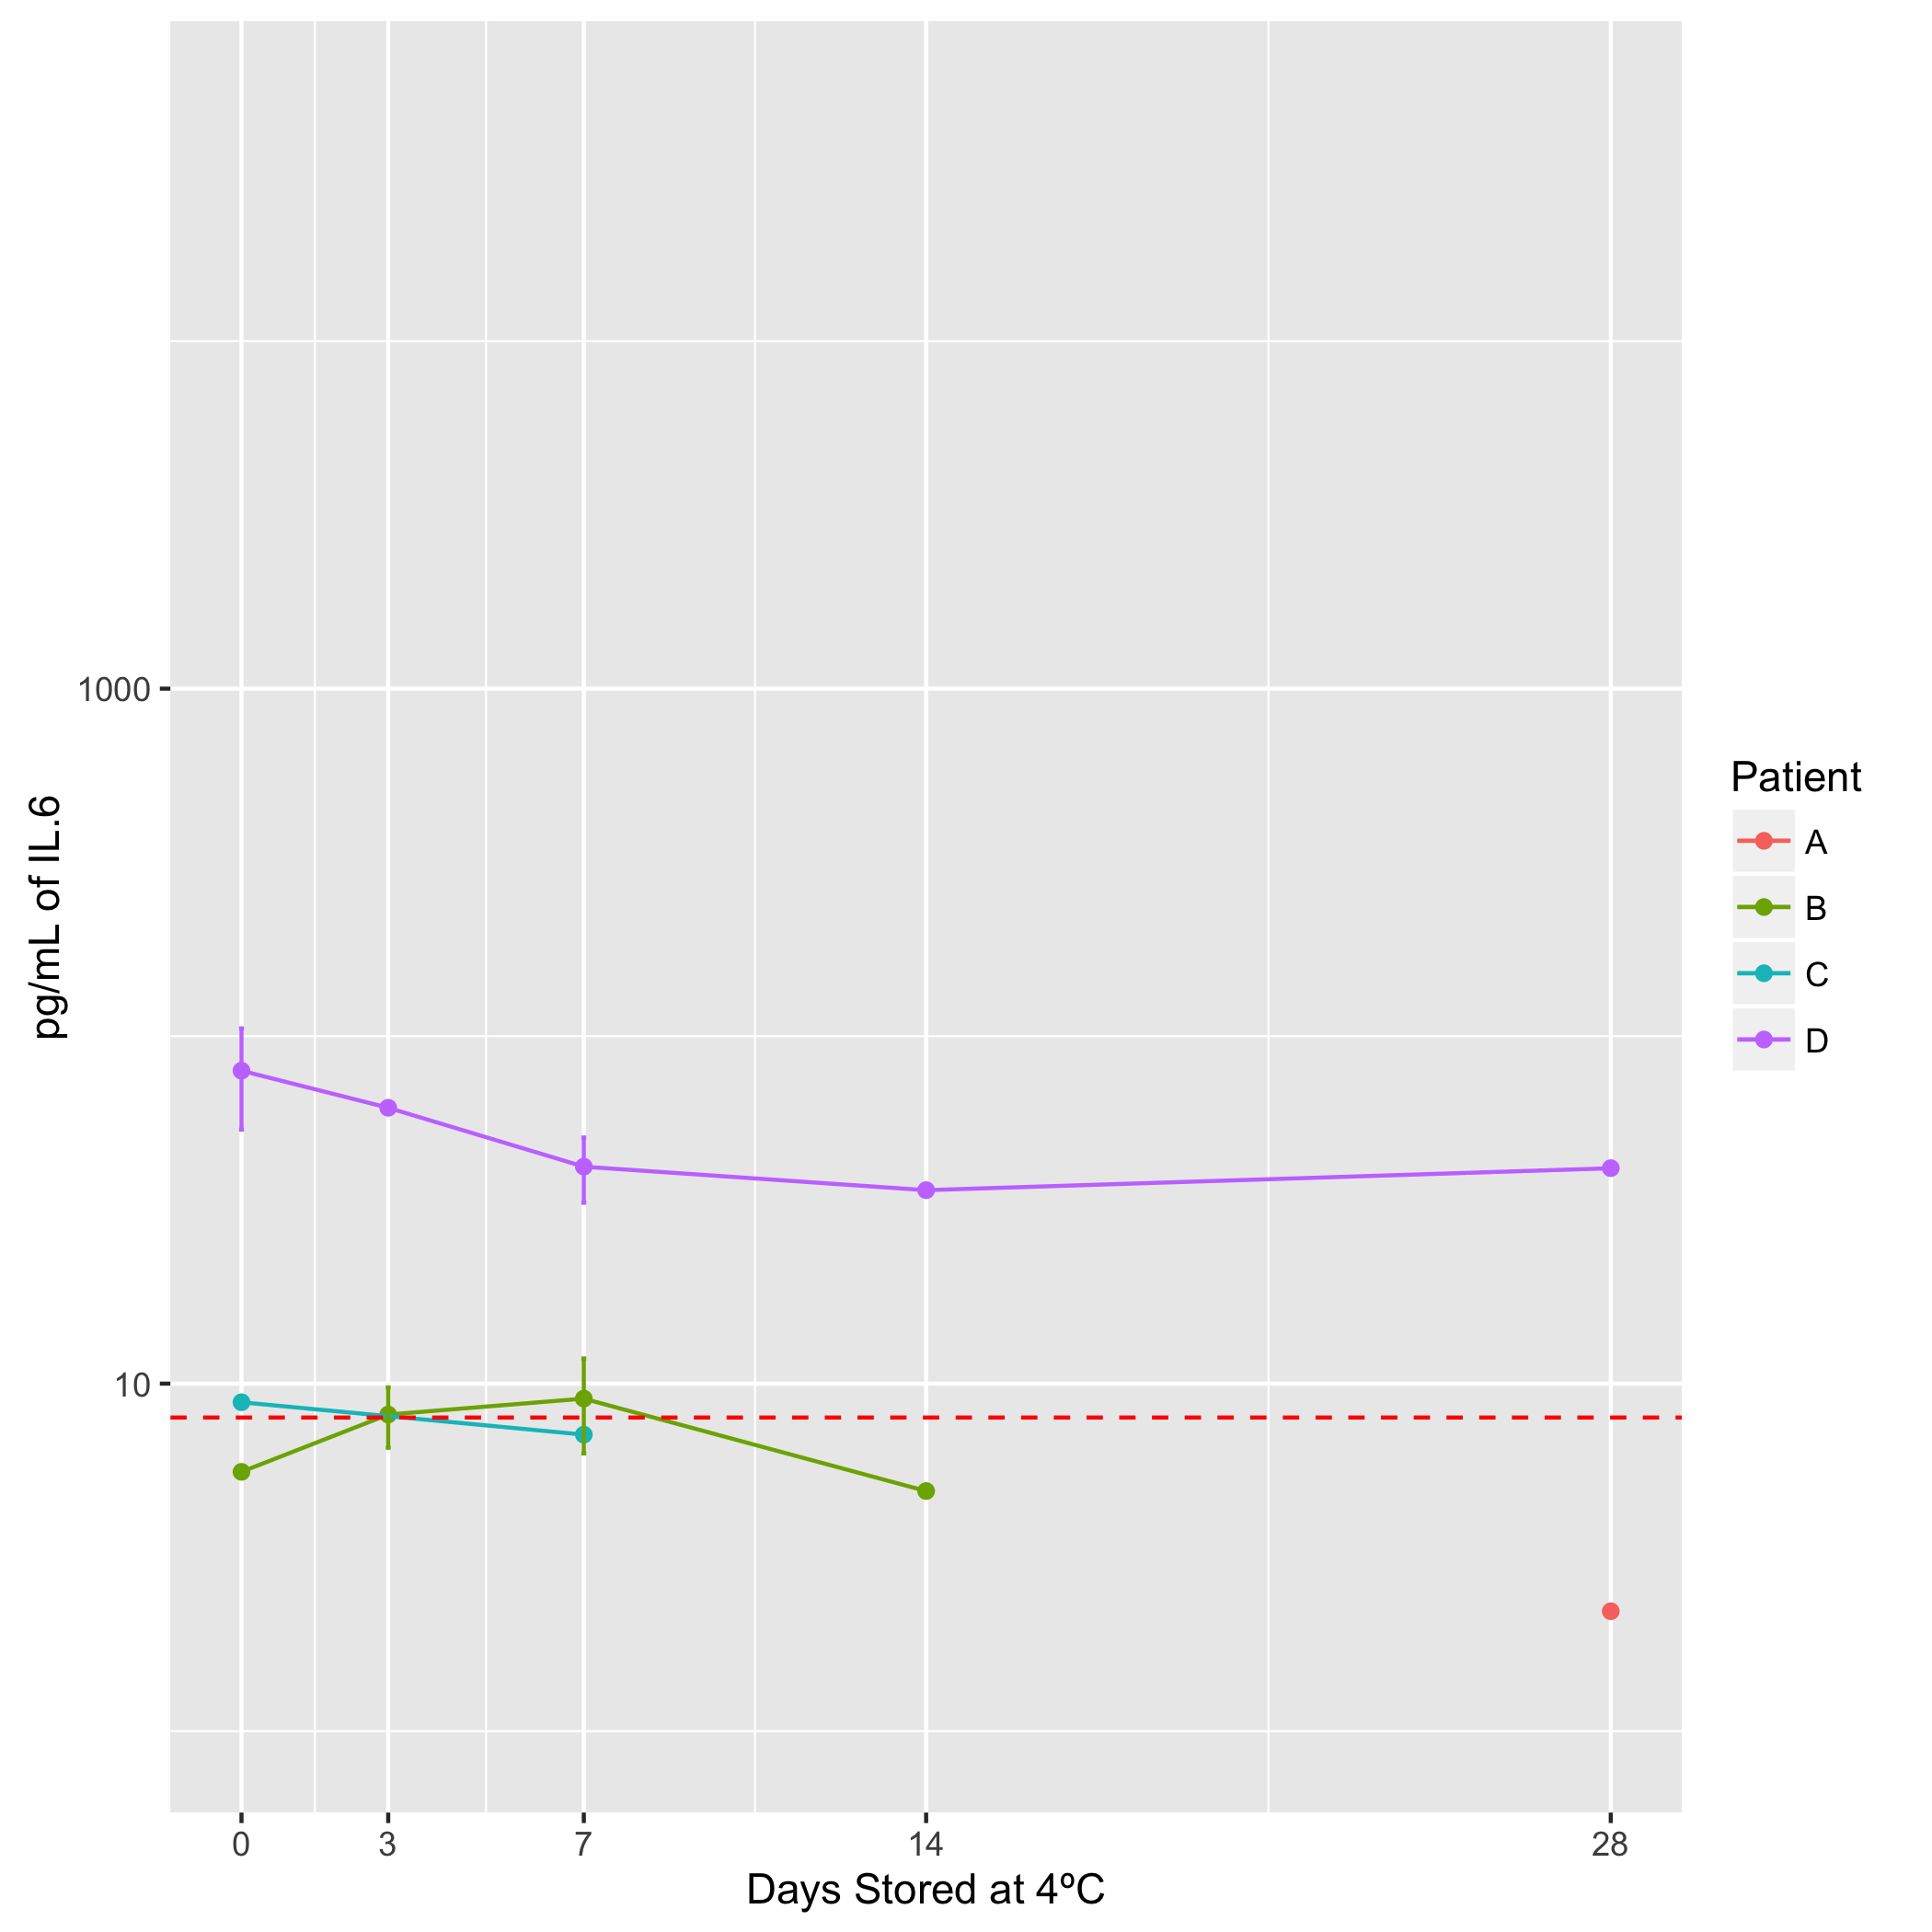 pg/mL of IL.6
1000
10
0 3 7 14 28
Days Stored at 4ºC
Patient
A
B
C
D